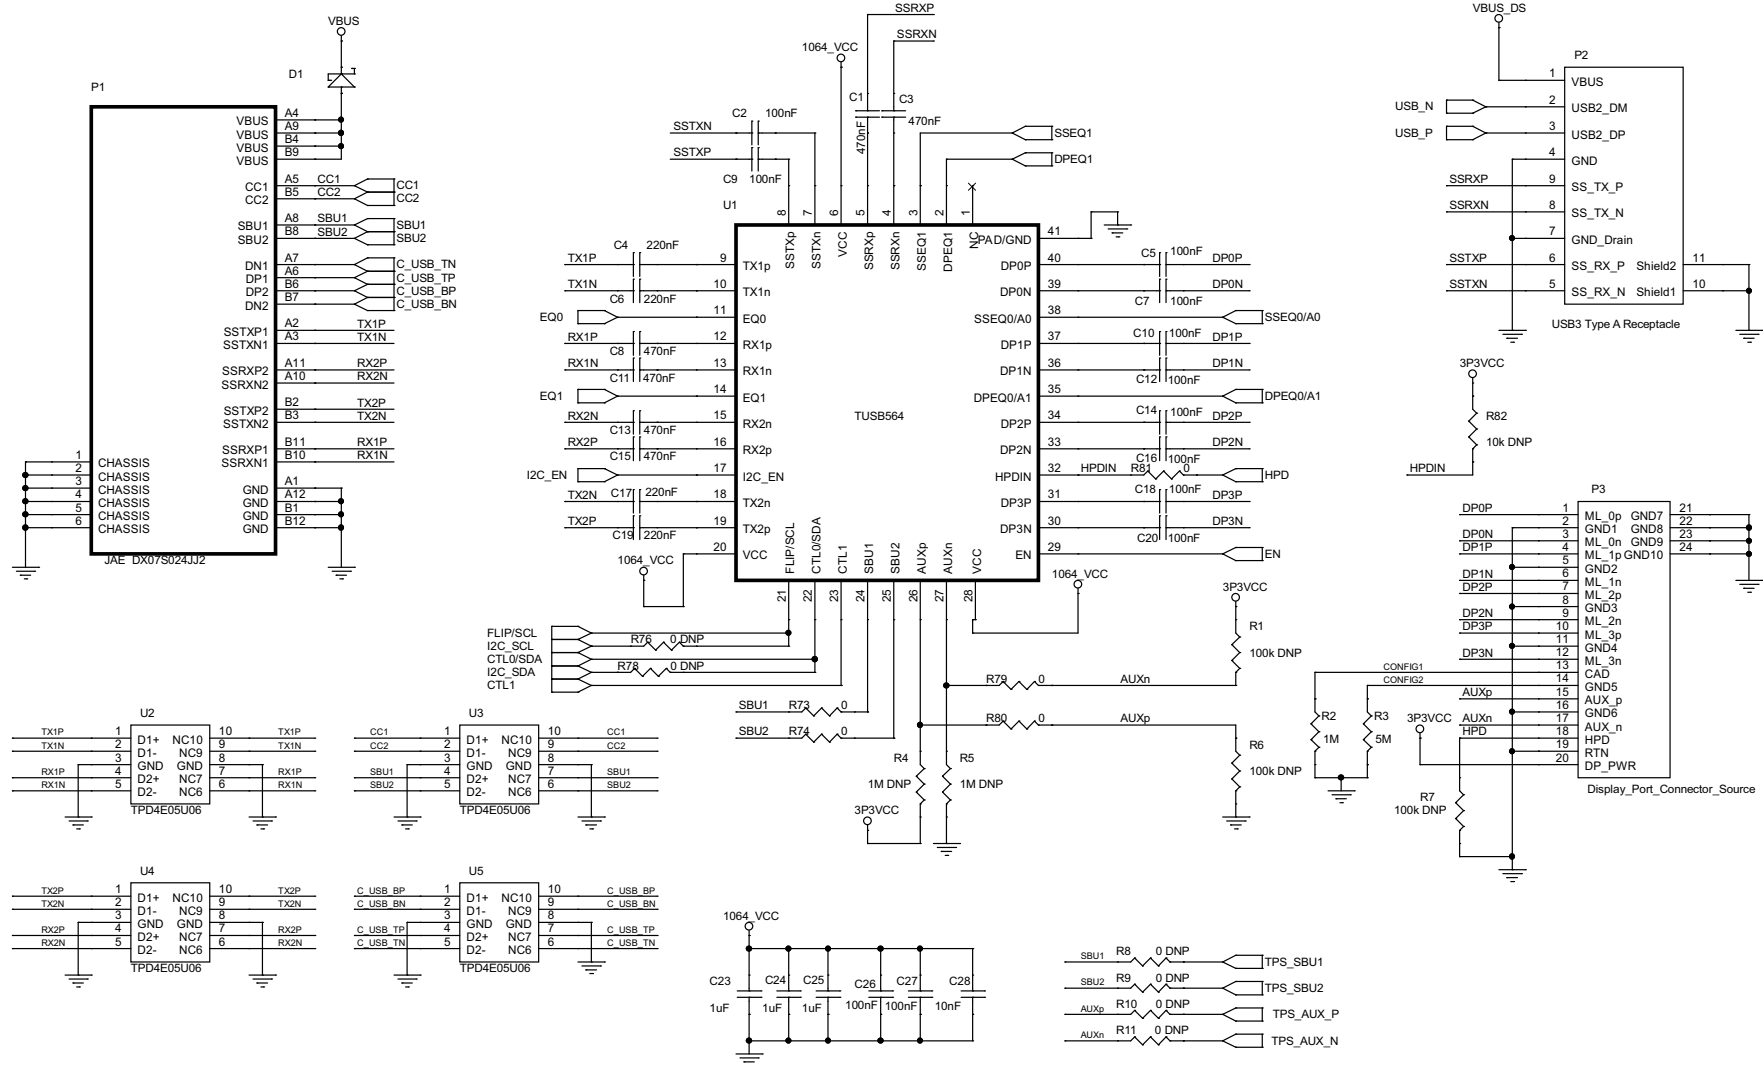 VBUS
D1
P1
VBUS A4
VBUS A9
VBUS B4
VBUS B9
CC1 A5 CC1 CC1
CC2 B5 CC2 CC2
SBU1 A8 SBU1 SBU1
SBU2 B8 SBU2 SBU2
DN1 A7 C_USB_TN
DP1 A6 C_USB_TP
DP2 B6 C_USB_BP
DN2 B7 C_USB_BN
SSTXP1 A2 TX1P
SSTXN1 A3 TX1N
SSRXP2 A11 RX2P
SSRXN2 A10 RX2N
SSTXP2 B2 TX2P
SSTXN2 B3 TX2N
SSRXP1 B11 RX1P
SSRXN1 B10 RX1N
1 CHASSIS
2 CHASSIS
3 CHASSIS
4 CHASSIS
5 CHASSIS
6 CHASSIS
GND A1
GND A12
GND B1
GND B12
JAE_DX07S024JJ2
SSRXP
SSRXN
1064_VCC
C1 470nF
C3 470nF
C2 100nF
SSTXN
SSTXP
C9 100nF
SSEQ1
DPEQ1
U1
8 7 6 5 4 3 2 1
SSTXp SSTXn VCC SSRXp SSRXn SSEQ1 DPEQ1 NC
PAD/GND 41
TX1P C4 220nF 9 TX1p
TX1N C6 220nF 10 TX1n
EQ0 11 EQ0
RX1P C8 470nF 12 RX1p
RX1N C11 470nF 13 RX1n
EQ1 14 EQ1
RX2N C13 470nF 15 RX2n
RX2P C15 470nF 16 RX2p
I2C_EN 17 I2C_EN
TX2N C17 220nF 18 TX2n
TX2P C19 220nF 19 TX2p
1064_VCC 20 VCC
TUSB564
DP0P 40 C5 100nF DP0P
DP0N 39 C7 100nF DP0N
SSEQ0/A0 38 SSEQ0/A0
DP1P 37 C10 100nF DP1P
DP1N 36 C12 100nF DP1N
DPEQ0/A1 35 DPEQ0/A1
DP2P 34 C14 100nF DP2P
DP2N 33 C16 100nF DP2N
HPDIN 32 HPDIN R81 0 HPD
DP3P 31 C18 100nF DP3P
DP3N 30 C20 100nF DP3N
EN 29 EN
FLIP/SCL CTL0/SDA CTL1 SBU1 SBU2 AUXp AUXn VCC
21 22 23 24 25 26 27 28
1064_VCC
FLIP/SCL
I2C_SCL R76 0 DNP
CTL0/SDA
I2C_SDA R78 0 DNP
CTL1
SBU1 R73 0
SBU2 R74 0
R79 0 AUXn
R80 0 AUXp
3P3VCC
R1
100k DNP
R6
100k DNP
R4
1M DNP
R5
1M DNP
3P3VCC
VBUS_DS
P2
1 VBUS
USB_N 2 USB2_DM
USB_P 3 USB2_DP
4 GND
SSRXP 9 SS_TX_P
SSRXN 8 SS_TX_N
7 GND_Drain
SSTXP 6 SS_RX_P Shield2 11
SSTXN 5 SS_RX_N Shield1 10
USB3 Type A Receptacle
3P3VCC
R82
10k DNP
HPDIN
P3
DP0P 1 ML_0p GND7 21
2 GND1 GND8 22
DP0N 3 ML_0n GND9 23
DP1P 4 ML_1p GND10 24
5 GND2
DP1N 6 ML_1n
DP2P 7 ML_2p
8 GND3
DP2N 9 ML_2n
DP3P 10 ML_3p
11 GND4
DP3N 12 ML_3n
CONFIG1 13 CAD
CONFIG2 14 GND5
AUXp 15 AUX_p
16 GND6
AUXn 17 AUX_n
HPD 18 HPD
19 RTN
3P3VCC 20 DP_PWR
Display_Port_Connector_Source
R2
1M
R3
5M
R7
100k DNP
U2
TX1P 1 D1+ NC10 10 TX1P
TX1N 2 D1- NC9 9 TX1N
3 GND GND 8
RX1P 4 D2+ NC7 7 RX1P
RX1N 5 D2- NC6 6 RX1N
TPD4E05U06
U3
CC1 1 D1+ NC10 10 CC1
CC2 2 D1- NC9 9 CC2
3 GND GND 8
SBU1 4 D2+ NC7 7 SBU1
SBU2 5 D2- NC6 6 SBU2
TPD4E05U06
U4
TX2P 1 D1+ NC10 10 TX2P
TX2N 2 D1- NC9 9 TX2N
3 GND GND 8
RX2P 4 D2+ NC7 7 RX2P
RX2N 5 D2- NC6 6 RX2N
TPD4E05U06
U5
C_USB_BP 1 D1+ NC10 10 C_USB_BP
C_USB_BN 2 D1- NC9 9 C_USB_BN
3 GND GND 8
C_USB_TP 4 D2+ NC7 7 C_USB_TP
C_USB_TN 5 D2- NC6 6 C_USB_TN
TPD4E05U06
1064_VCC
C23 C24 C25 C26 C27 C28
1uF 1uF 1uF 100nF 100nF 10nF
SBU1 R8 0 DNP TPS_SBU1
SBU2 R9 0 DNP TPS_SBU2
AUXp R10 0 DNP TPS_AUX_P
AUXn R11 0 DNP TPS_AUX_N